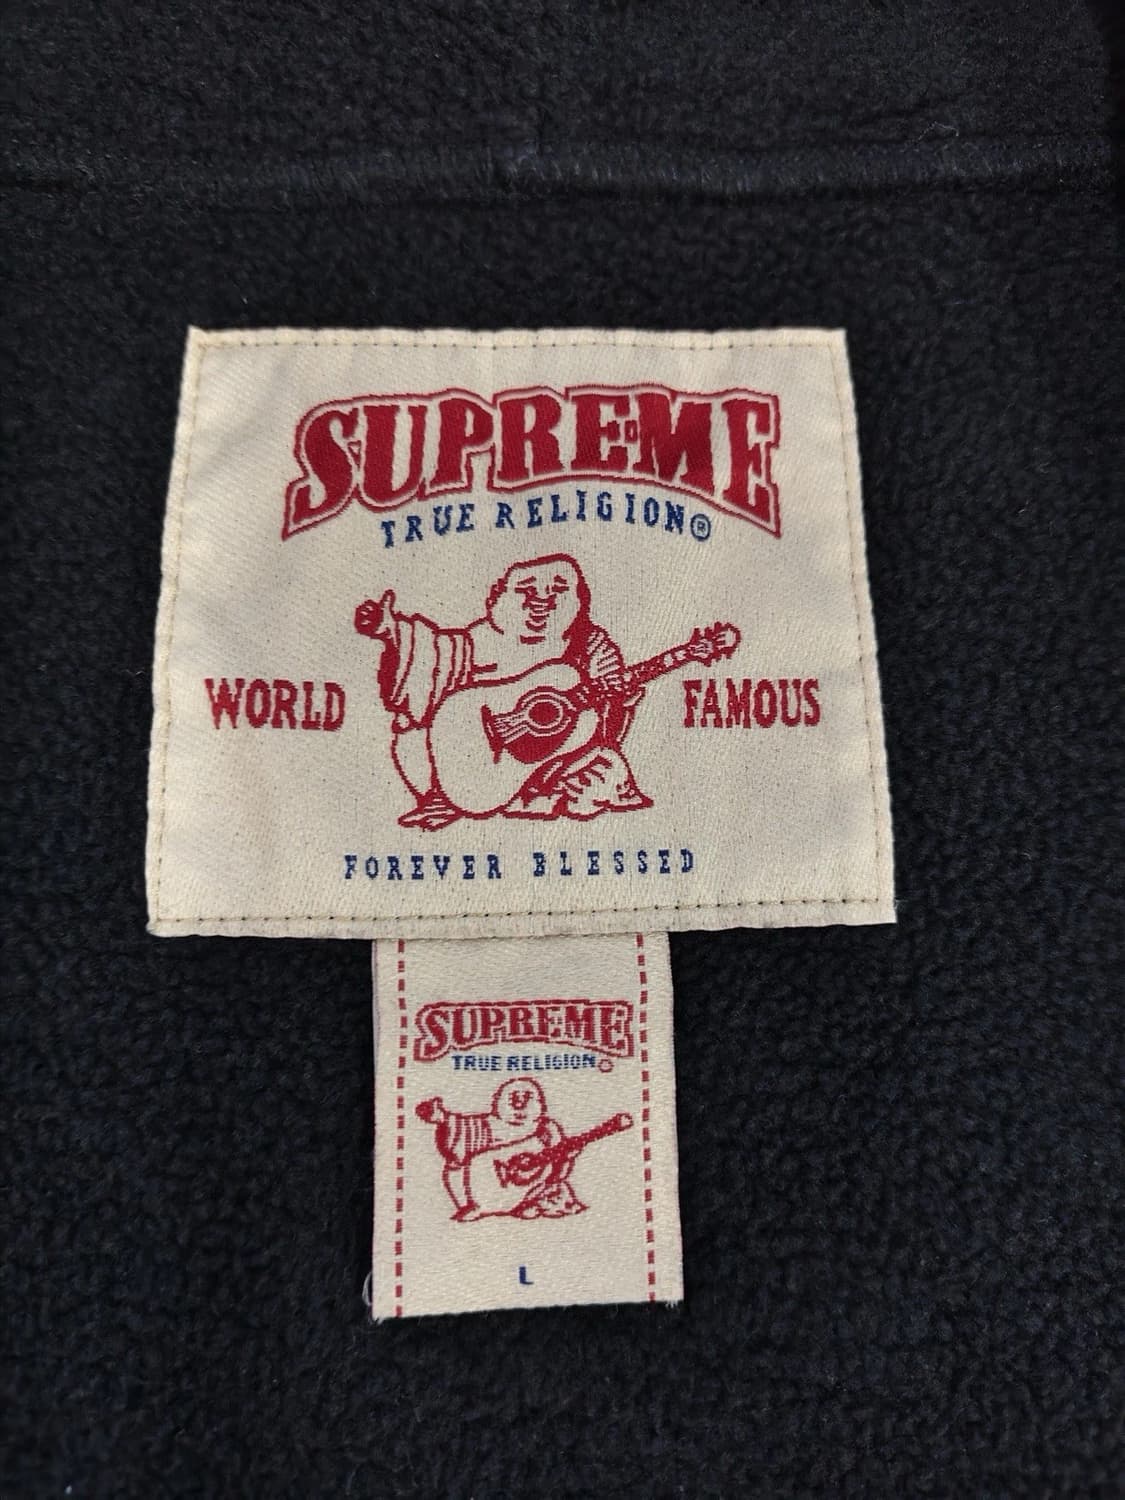 SUPREME
TRUE RELIGION®
WORLD FAMOUS
FOREVER BLESSED
SUPREME
TRUE RELIGION
L